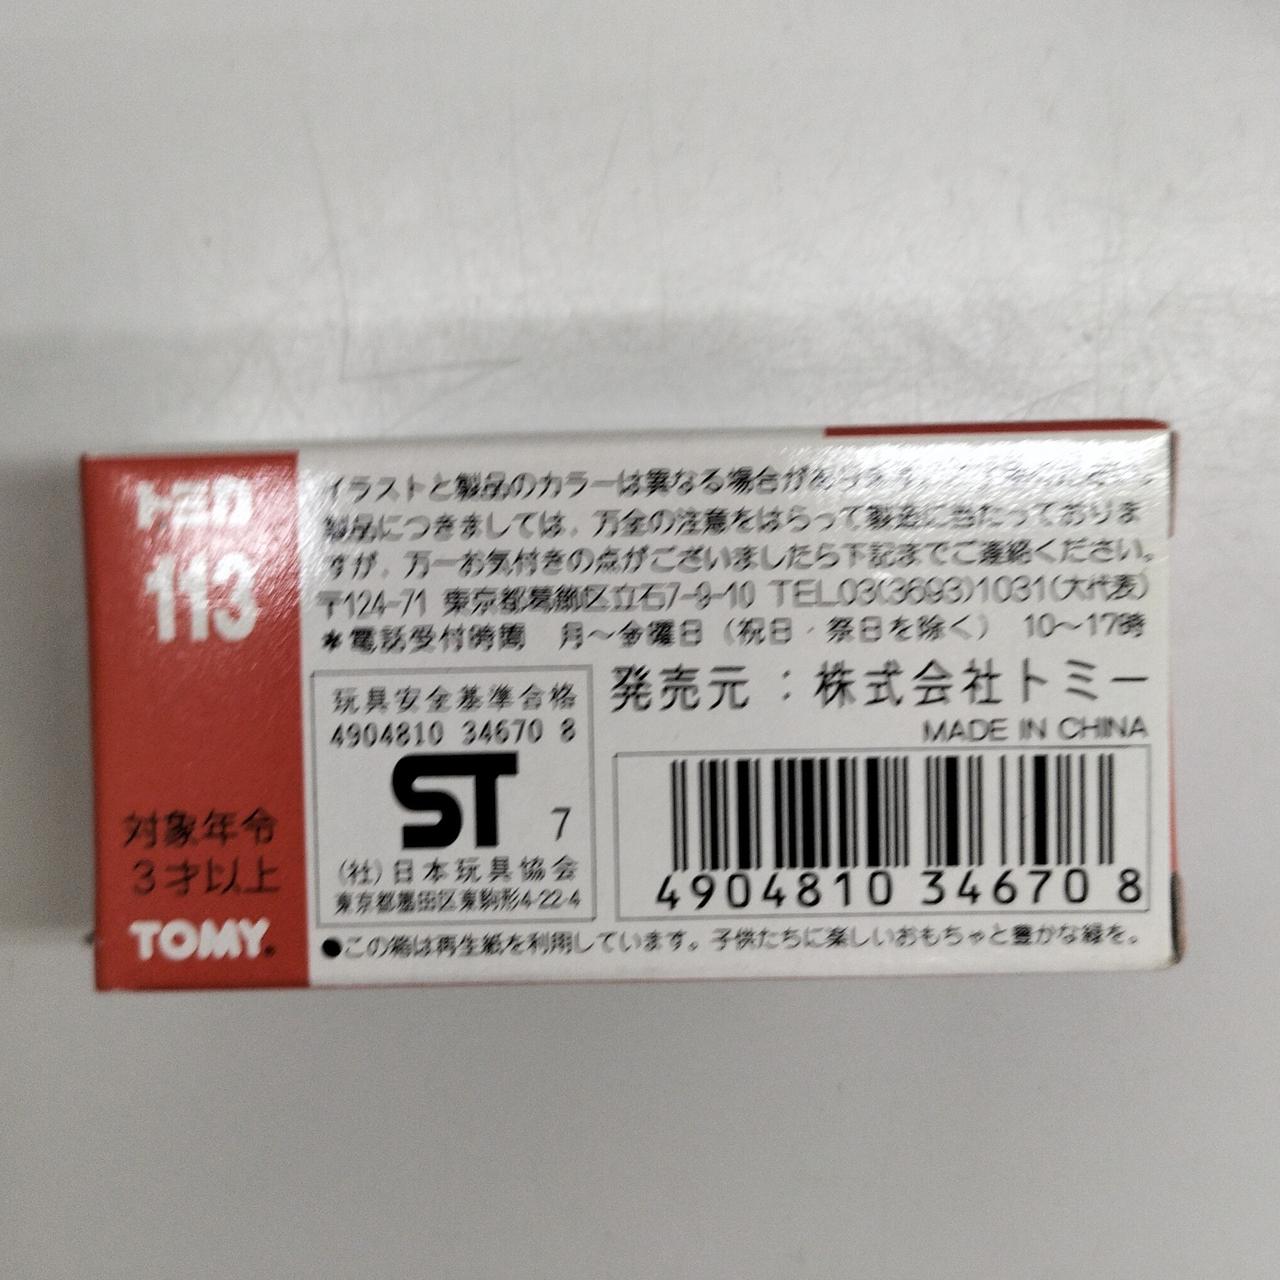 トミカ
113
対象年令
3才以上
TOMY.
イラストと製品のカラーは異なる場合があります。
製品につきましては、万全の注意をはらって製造に当たっておりま
すが、万一お気付きの点がございましたら下記までご連絡ください。
〒124-71 東京都葛飾区立石7-9-10 TEL03(3693)1031(大代表)
＊電話受付時間 月〜金曜日（祝日・祭日を除く） 10〜17時
玩具安全基準合格
4904810 34670 8
ST 7
(社)日本玩具協会
東京都墨田区東駒形4-22-4
発売元：株式会社トミー
MADE IN CHINA
4904810 34670 8
●この箱は再生紙を利用しています。子供たちに楽しいおもちゃと豊かな緑を。